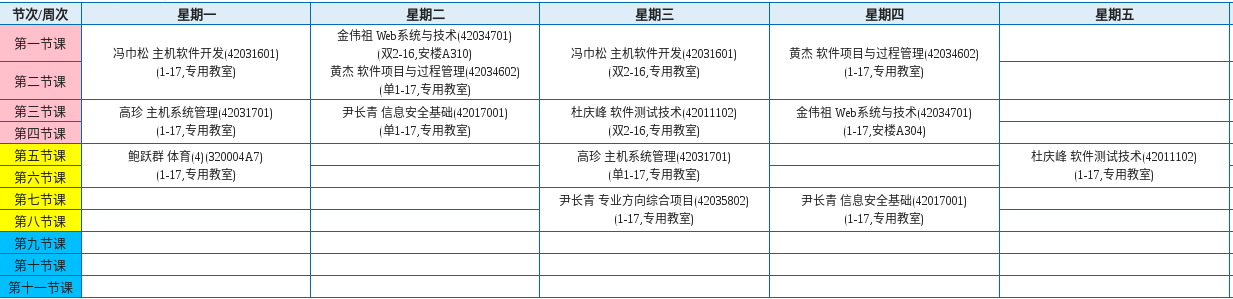 节次/周次 星期一 星期二 星期三 星期四 星期五
第一节课
第二节课
冯巾松 主机软件开发(42031601)
(1-17,专用教室)
金伟祖 Web系统与技术(42034701)
(双2-16,安楼A310)
黄杰 软件项目与过程管理(42034602)
(单1-17,专用教室)
冯巾松 主机软件开发(42031601)
(双2-16,专用教室)
黄杰 软件项目与过程管理(42034602)
(1-17,专用教室)
第三节课
第四节课
高珍 主机系统管理(42031701)
(1-17,专用教室)
尹长青 信息安全基础(42017001)
(单1-17,专用教室)
杜庆峰 软件测试技术(42011102)
(双2-16,专用教室)
金伟祖 Web系统与技术(42034701)
(1-17,安楼A304)
第五节课
第六节课
鲍跃群 体育(4)(320004A7)
(1-17,专用教室)
高珍 主机系统管理(42031701)
(单1-17,专用教室)
杜庆峰 软件测试技术(42011102)
(1-17,专用教室)
第七节课
第八节课
尹长青 专业方向综合项目(42035802)
(1-17,专用教室)
尹长青 信息安全基础(42017001)
(1-17,专用教室)
第九节课
第十节课
第十一节课